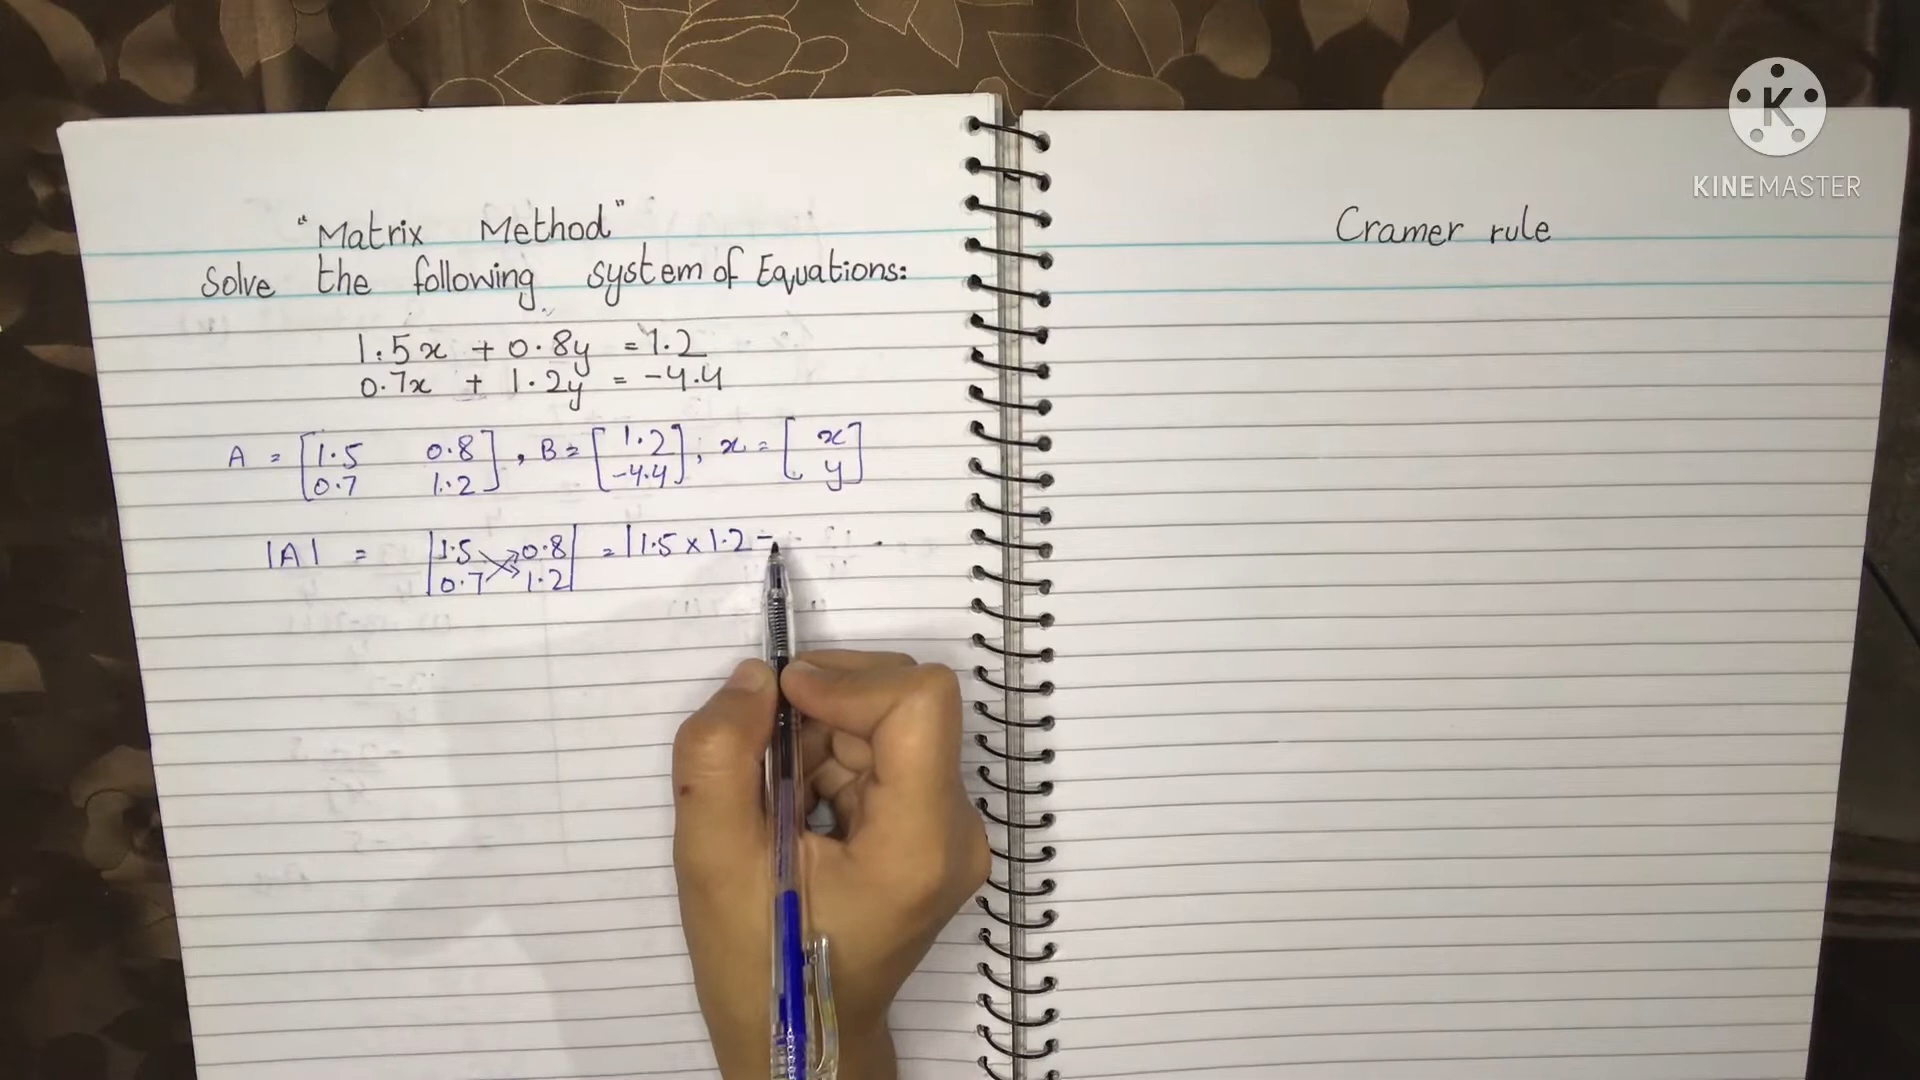 "Matrix Method"
Solve the following system of Equations:
1.5x + 0.8y = 1.2
0.7x + 1.2y = -4.4
A = [1.5 0.8], B = [1.2]; x = [x]
0.7 1.2 -4.4 y
|A| = |1.5 0.8| = |1.5 × 1.2 -
0.7 1.2
Cramer rule
K
KINEMASTER